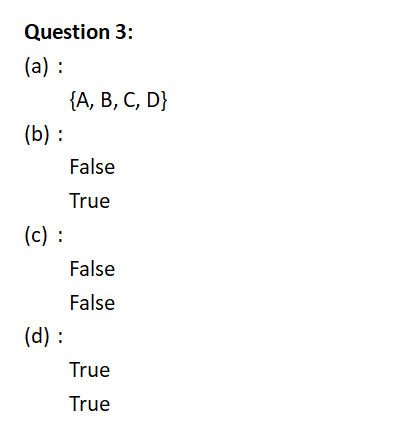 Question 3:
(a) :
{A, B, C, D}
(b) :
False
True
(c) :
False
False
(d) :
True
True